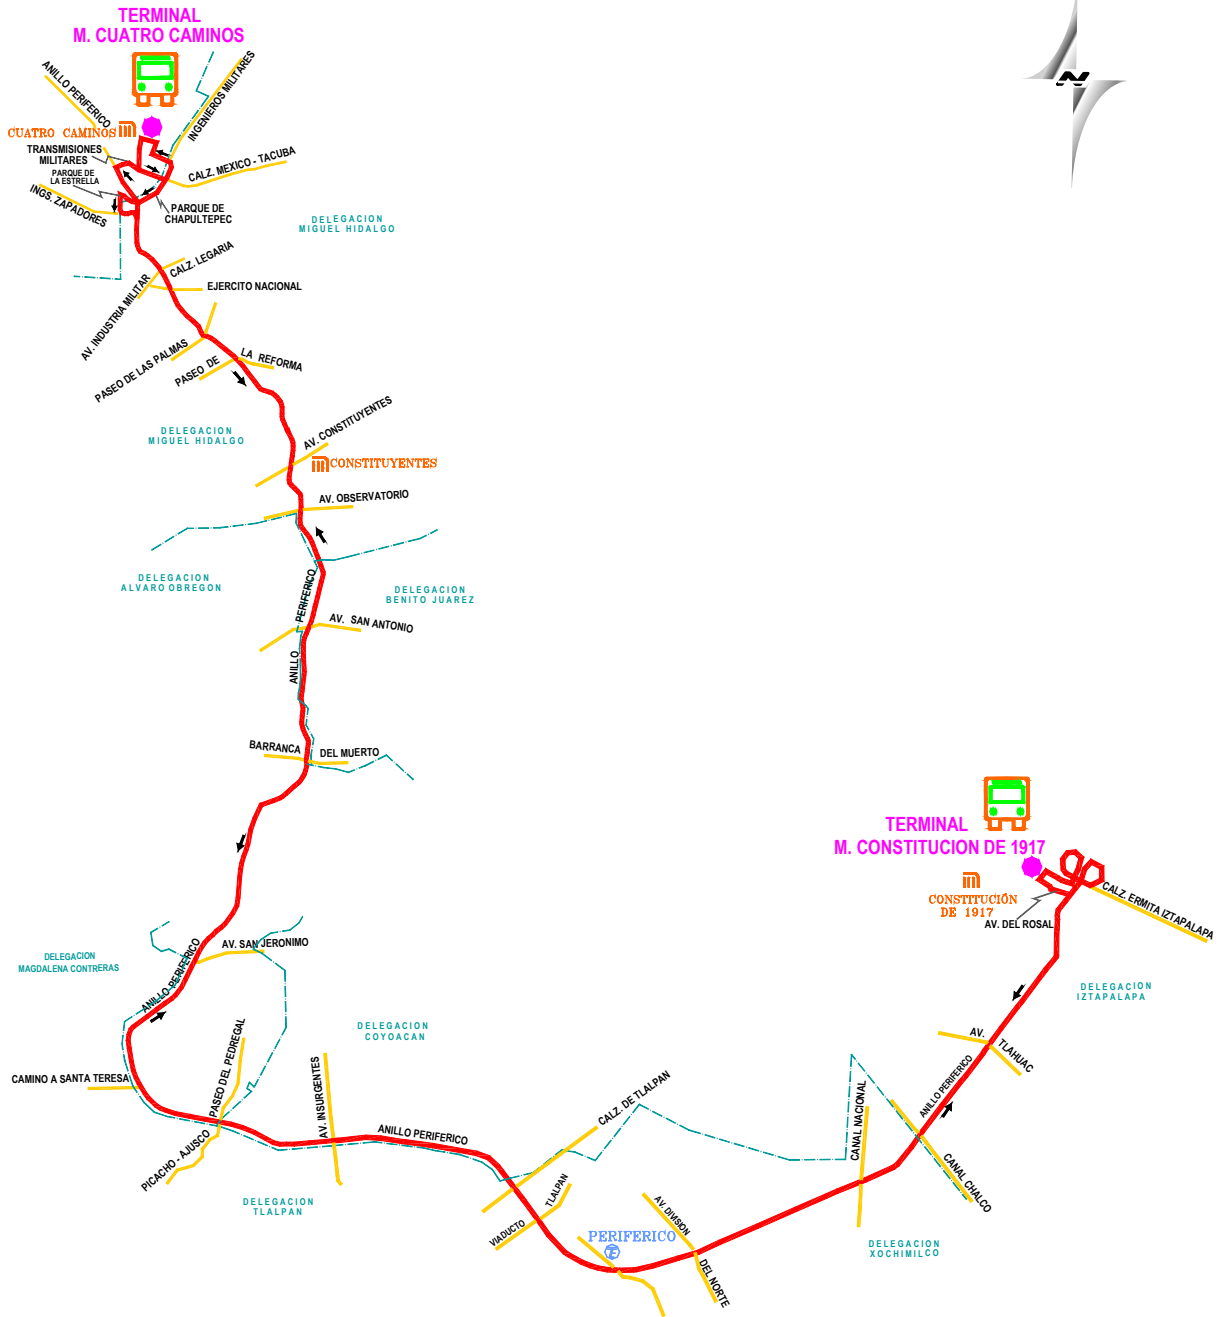 TERMINAL
M. CUATRO CAMINOS
N
ANILLO PERIFERICO
INGENIEROS MILITARES
CUATRO CAMINOS
TRANSMISIONES
MILITARES
CALZ. MEXICO - TACUBA
PARQUE DE
LA ESTRELLA
INGS. ZAPADORES
PARQUE DE
CHAPULTEPEC
DELEGACION
MIGUEL HIDALGO
CALZ. LEGARIA
AV. INDUSTRIA MILITAR
EJERCITO NACIONAL
PASEO DE LAS PALMAS
PASEO DE
LA REFORMA
DELEGACION
MIGUEL HIDALGO
AV. CONSTITUYENTES
CONSTITUYENTES
AV. OBSERVATORIO
DELEGACION
ALVARO OBREGON
DELEGACION
BENITO JUAREZ
PERIFERICO
ANILLO
AV. SAN ANTONIO
BARRANCA
DEL MUERTO
TERMINAL
M. CONSTITUCION DE 1917
CONSTITUCIÓN
DE 1917
AV. DEL ROSAL
CALZ. ERMITA IZTAPALAPA
DELEGACION
IZTAPALAPA
AV. SAN JERONIMO
DELEGACION
MAGDALENA CONTRERAS
ANILLO PERIFERICO
DELEGACION
COYOACAN
CAMINO A SANTA TERESA
PASEO DEL PEDREGAL
PICACHO - AJUSCO
AV. INSURGENTES
ANILLO PERIFERICO
CALZ. DE TLALPAN
AV.
TLAHUAC
ANILLO PERIFERICO
CANAL NACIONAL
CANAL CHALCO
DELEGACION
TLALPAN
VIADUCTO
TLALPAN
PERIFERICO
AV. DIVISION
DEL NORTE
DELEGACION
XOCHIMILCO